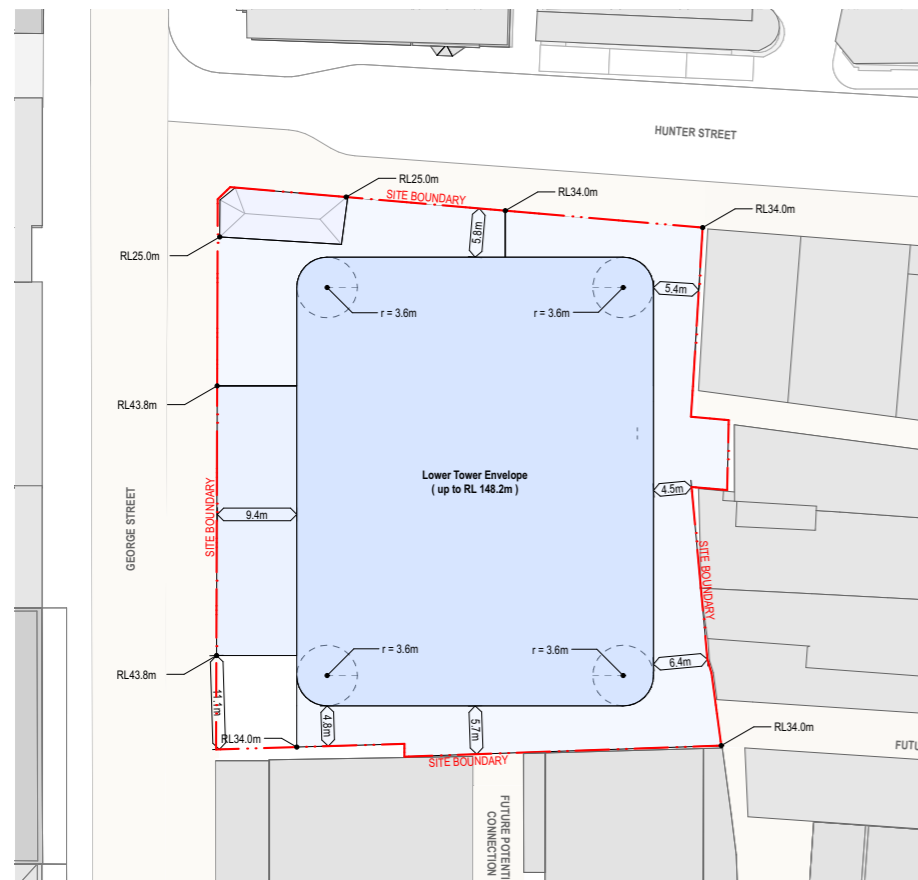 HUNTER STREET
RL25.0m
SITE BOUNDARY
RL34.0m
RL34.0m
5.8m
RL25.0m
5.4m
r = 3.6m
r = 3.6m
RL43.8m
Lower Tower Envelope
( up to RL 148.2m )
4.5m
9.4m
SITE BOUNDARY
GEORGE STREET
SITE BOUNDARY
r = 3.6m
r = 3.6m
6.4m
RL43.8m
11.1m
4.8m
5.7m
RL34.0m
RL34.0m
SITE BOUNDARY
FUTU
FUTURE POTENTI
CONNECTION